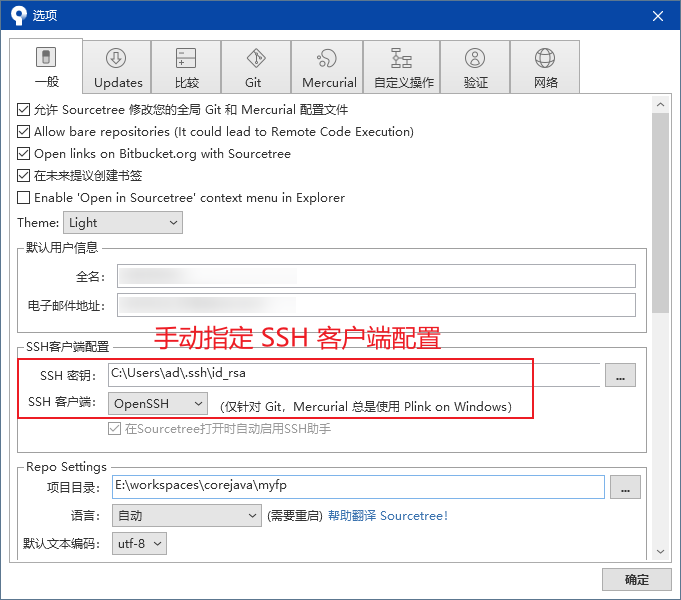 选项
一般
Updates
比较
Git
Mercurial
自定义操作
验证
网络
允许 Sourcetree 修改您的全局 Git 和 Mercurial 配置文件
Allow bare repositories (It could lead to Remote Code Execution)
Open links on Bitbucket.org with Sourcetree
在未来提议创建书签
Enable 'Open in Sourcetree' context menu in Explorer
Theme: Light
默认用户信息
全名:
电子邮件地址:
手动指定 SSH 客户端配置
SSH客户端配置
SSH 密钥: C:\Users\ad\.ssh\id_rsa ...
SSH 客户端: OpenSSH (仅针对 Git，Mercurial 总是使用 Plink on Windows)
在Sourcetree打开时自动启用SSH助手
Repo Settings
项目目录: E:\workspaces\corejava\myfp ...
语言: 自动 (需要重启) 帮助翻译 Sourcetree!
默认文本编码: utf-8
确定